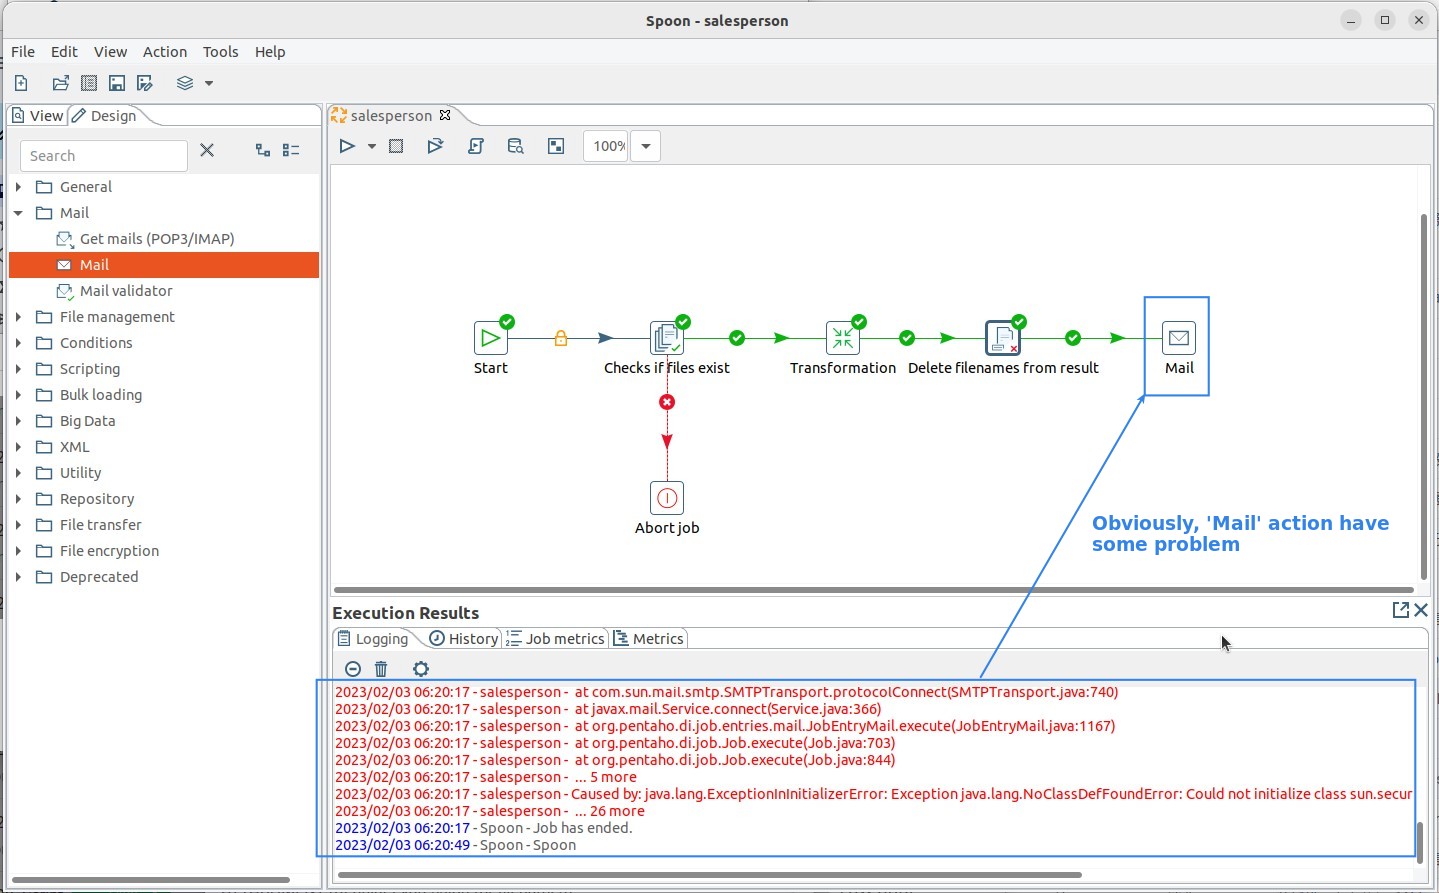 Spoon - salesperson
File Edit View Action Tools Help
View Design
salesperson
Search
100%
General
Mail
Get mails (POP3/IMAP)
Mail
Mail validator
File management
Conditions
Scripting
Bulk loading
Big Data
XML
Utility
Repository
File transfer
File encryption
Deprecated
Start
Checks if files exist
Transformation
Delete filenames from result
Mail
Abort job
Obviously, 'Mail' action have
some problem
Execution Results
Logging History Job metrics Metrics
2023/02/03 06:20:17 - salesperson - at com.sun.mail.smtp.SMTPTransport.protocolConnect(SMTPTransport.java:740)
2023/02/03 06:20:17 - salesperson - at javax.mail.Service.connect(Service.java:366)
2023/02/03 06:20:17 - salesperson - at org.pentaho.di.job.entries.mail.JobEntryMail.execute(JobEntryMail.java:1167)
2023/02/03 06:20:17 - salesperson - at org.pentaho.di.job.Job.execute(Job.java:703)
2023/02/03 06:20:17 - salesperson - at org.pentaho.di.job.Job.execute(Job.java:844)
2023/02/03 06:20:17 - salesperson - ... 5 more
2023/02/03 06:20:17 - salesperson - Caused by: java.lang.ExceptionInInitializerError: Exception java.lang.NoClassDefFoundError: Could not initialize class sun.secur
2023/02/03 06:20:17 - salesperson - ... 26 more
2023/02/03 06:20:17 - Spoon - Job has ended.
2023/02/03 06:20:49 - Spoon - Spoon